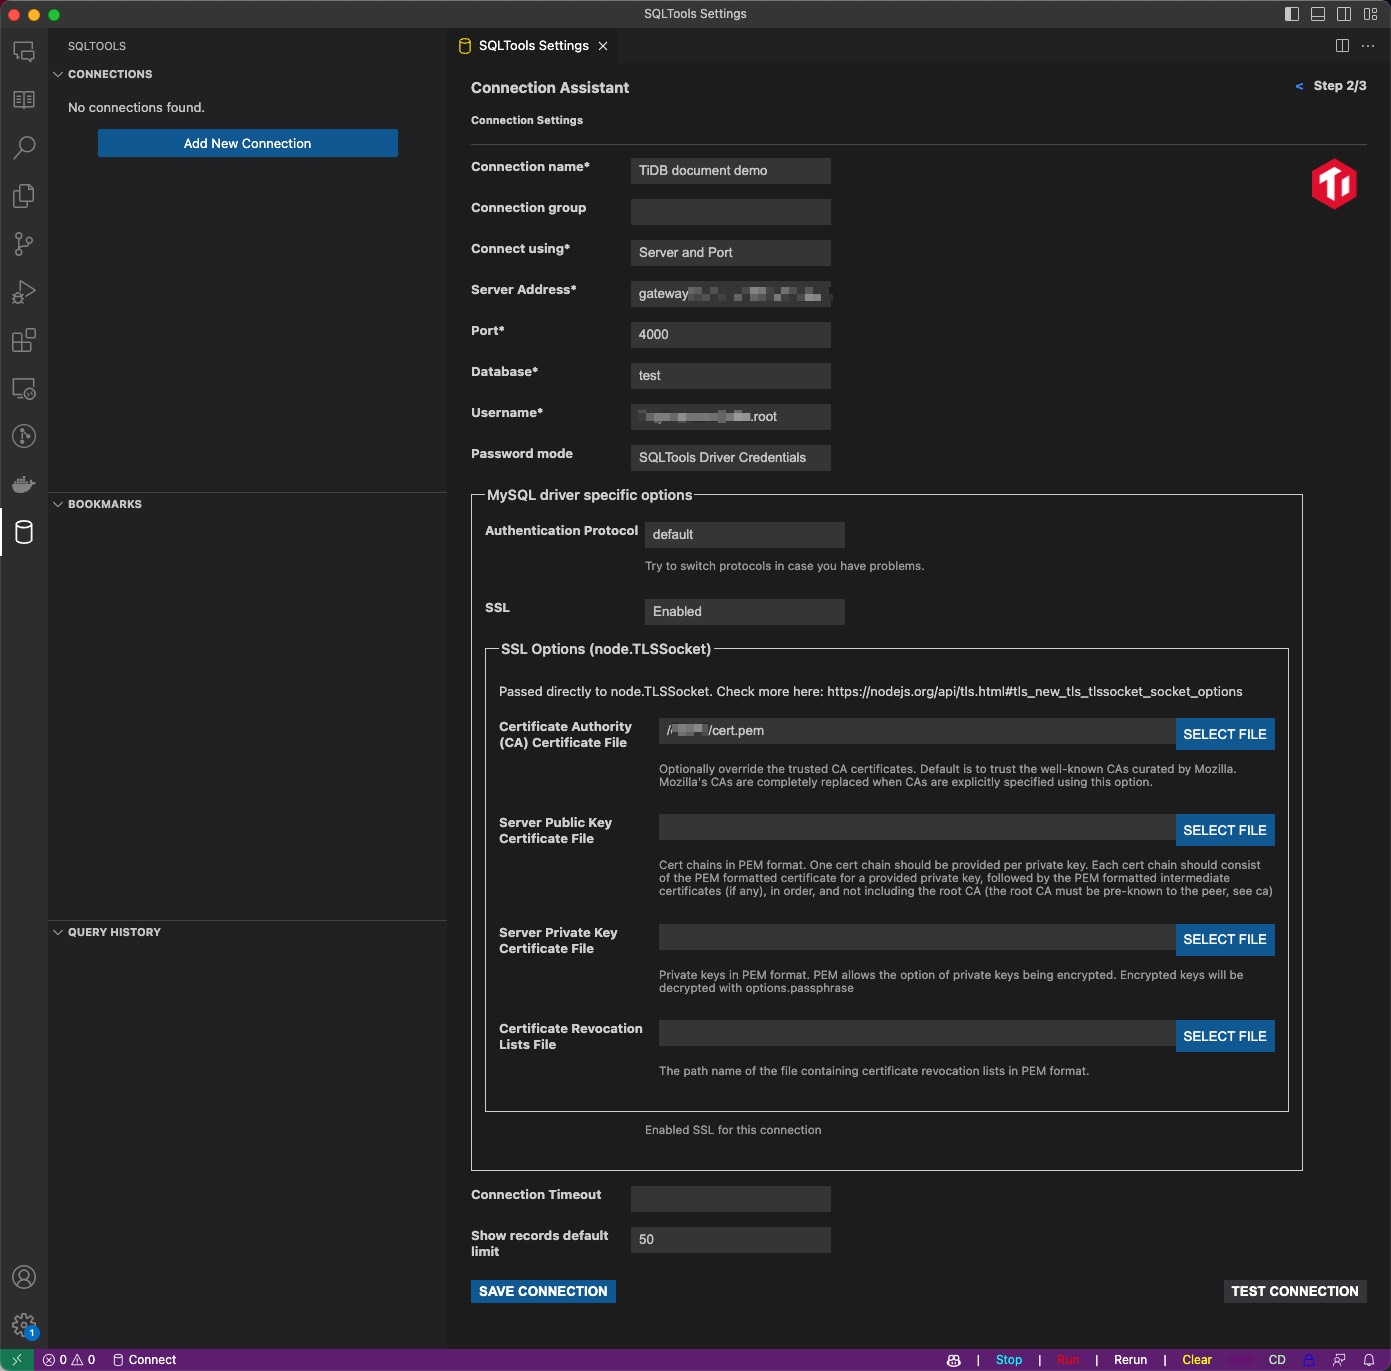 SQLTools Settings
SQLTOOLS
CONNECTIONS
No connections found.
Add New Connection
BOOKMARKS
QUERY HISTORY
SQLTools Settings
Connection Assistant
< Step 2/3
Connection Settings
Connection name* TiDB document demo
Connection group
Connect using* Server and Port
Server Address* gateway
Port* 4000
Database* test
Username* .root
Password mode SQLTools Driver Credentials
MySQL driver specific options
Authentication Protocol default
Try to switch protocols in case you have problems.
SSL Enabled
SSL Options (node.TLSSocket)
Passed directly to node.TLSSocket. Check more here: https://nodejs.org/api/tls.html#tls_new_tls_tlssocket_socket_options
Certificate Authority
(CA) Certificate File
/cert.pem
SELECT FILE
Optionally override the trusted CA certificates. Default is to trust the well-known CAs curated by Mozilla.
Mozilla's CAs are completely replaced when CAs are explicitly specified using this option.
Server Public Key
Certificate File
SELECT FILE
Cert chains in PEM format. One cert chain should be provided per private key. Each cert chain should consist
of the PEM formatted certificate for a provided private key, followed by the PEM formatted intermediate
certificates (if any), in order, and not including the root CA (the root CA must be pre-known to the peer, see ca)
Server Private Key
Certificate File
SELECT FILE
Private keys in PEM format. PEM allows the option of private keys being encrypted. Encrypted keys will be
decrypted with options.passphrase
Certificate Revocation
Lists File
SELECT FILE
The path name of the file containing certificate revocation lists in PEM format.
Enabled SSL for this connection
Connection Timeout
Show records default
limit
50
SAVE CONNECTION
TEST CONNECTION
1
0 0 Connect
Stop | Run | Rerun | Clear cmd CD